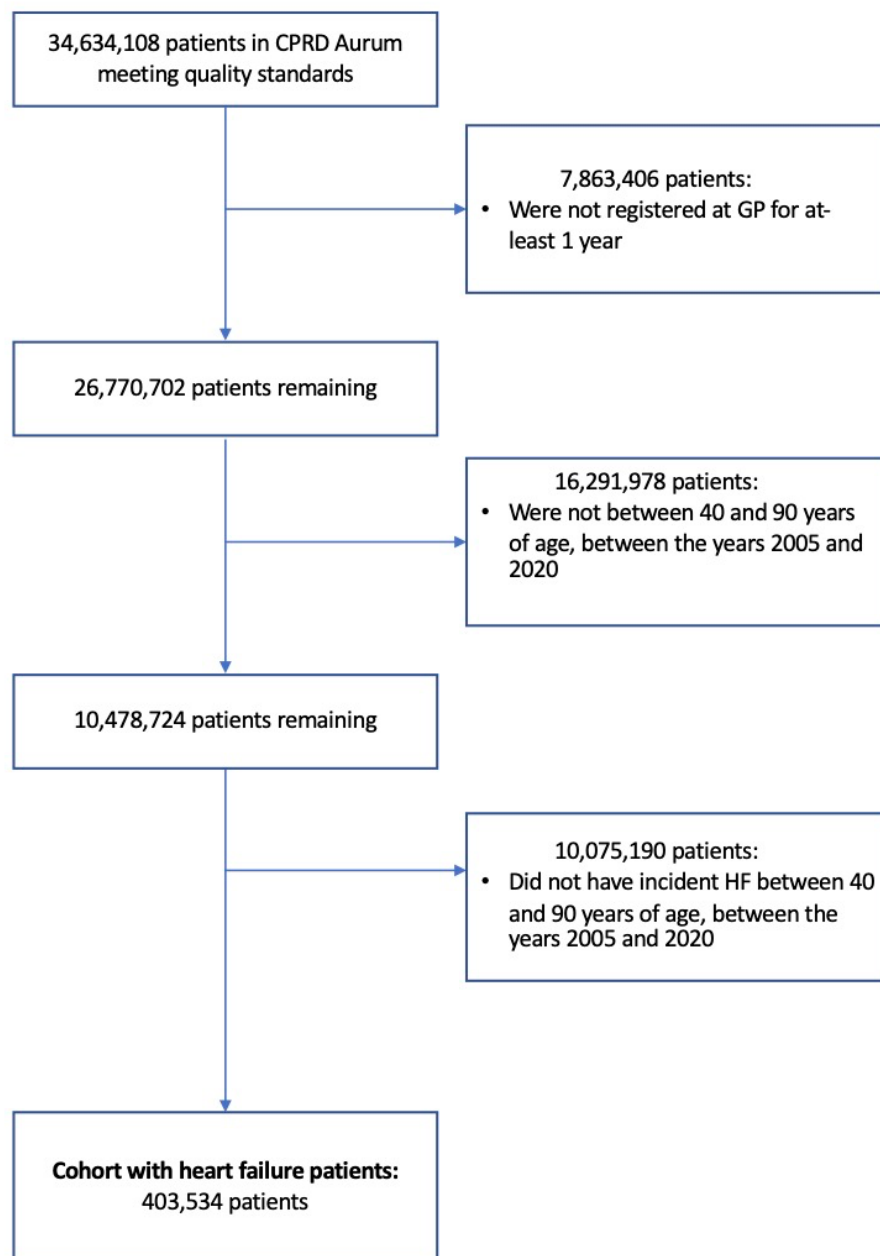 34,634,108 patients in CPRD Aurum
meeting quality standards
7,863,406 patients:
• Were not registered at GP for at-
least 1 year
26,770,702 patients remaining
16,291,978 patients:
• Were not between 40 and 90 years
of age, between the years 2005 and
2020
10,478,724 patients remaining
10,075,190 patients:
• Did not have incident HF between 40
and 90 years of age, between the
years 2005 and 2020
Cohort with heart failure patients:
403,534 patients